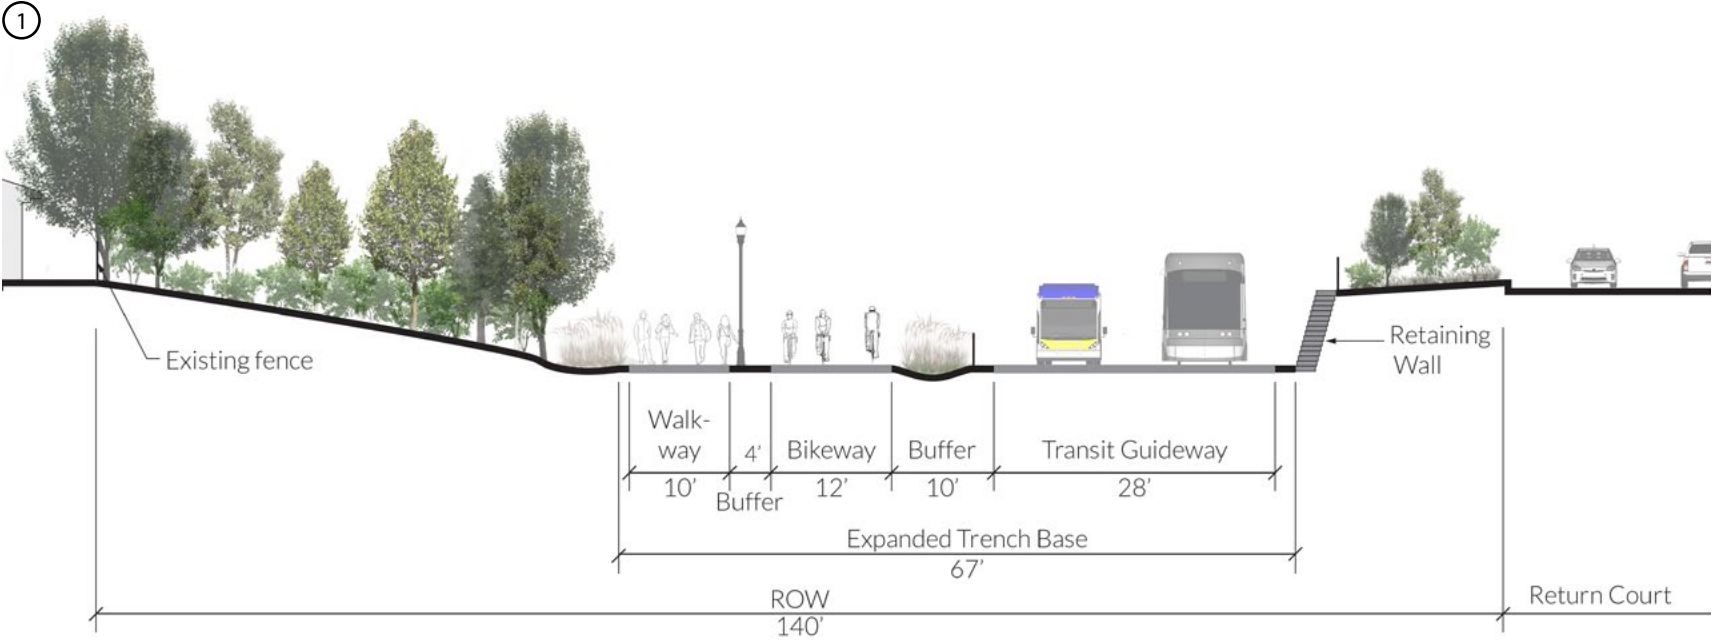 1
Existing fence
Retaining
Wall
Walk-
way
4’
Bikeway
Buffer
Transit Guideway
10’
Buffer
12’
10’
28’
Expanded Trench Base
67’
ROW
140’
Return Court